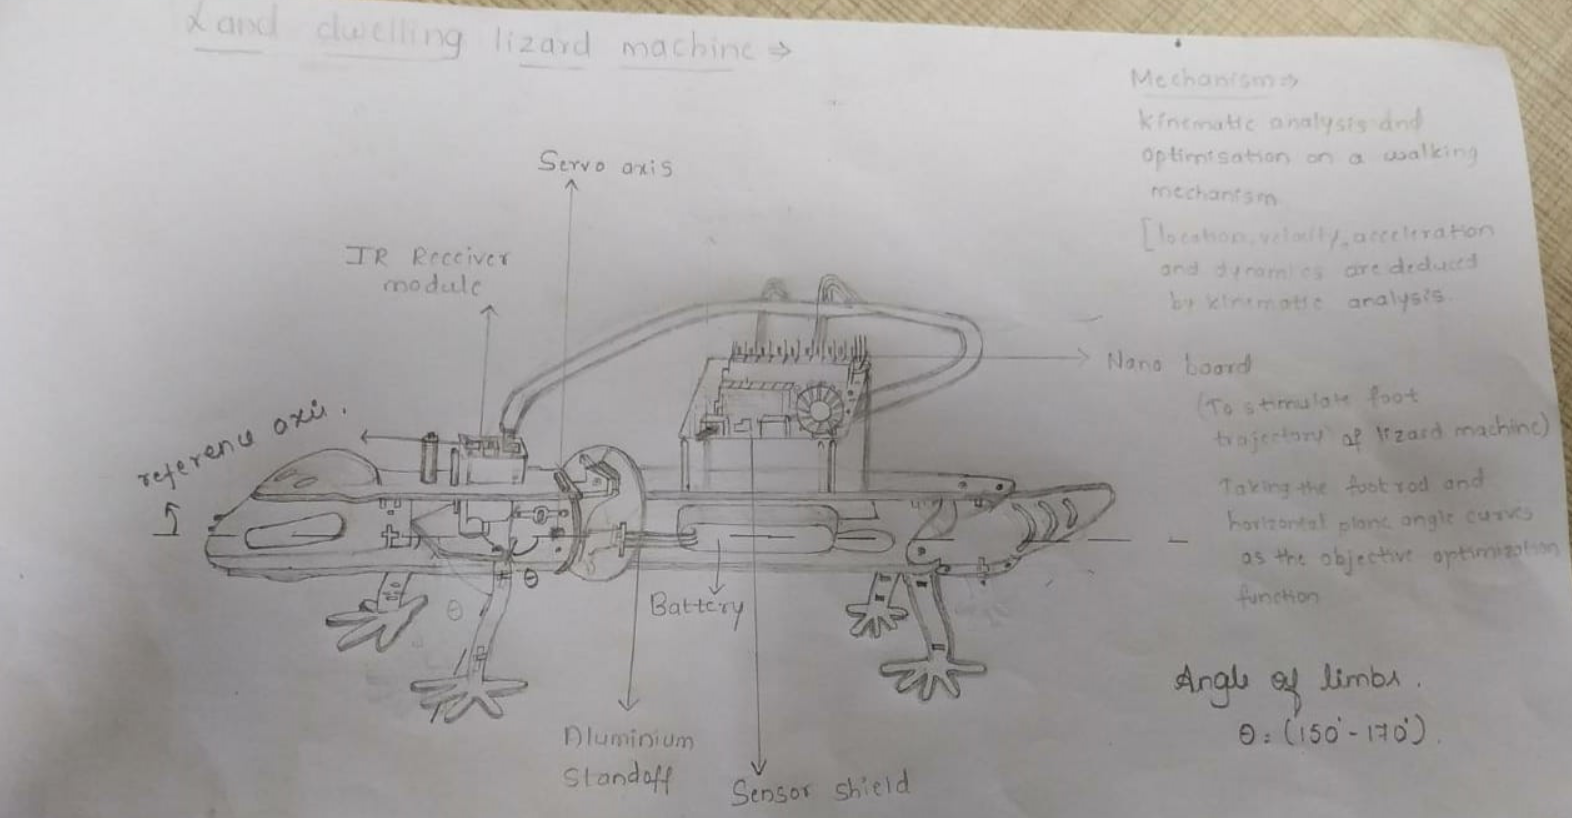 Land dwelling lizard machine ⇒
Mechanism ⇒
Kinematic analysis and
optimisation on a walking
mechanism
[location, velocity, acceleration
and dynamics are deduced
by kinematic analysis.
Servo axis
IR Receiver
module
Nano board
(To stimulate foot
trajectory of lizard machine)
reference axis.
Taking the foot rod and
horizontal plane angle curves
as the objective optimization
function
θ
θ
Battery
Angle of limbs.
θ = (150° - 170°).
Aluminium
Standoff
Sensor shield